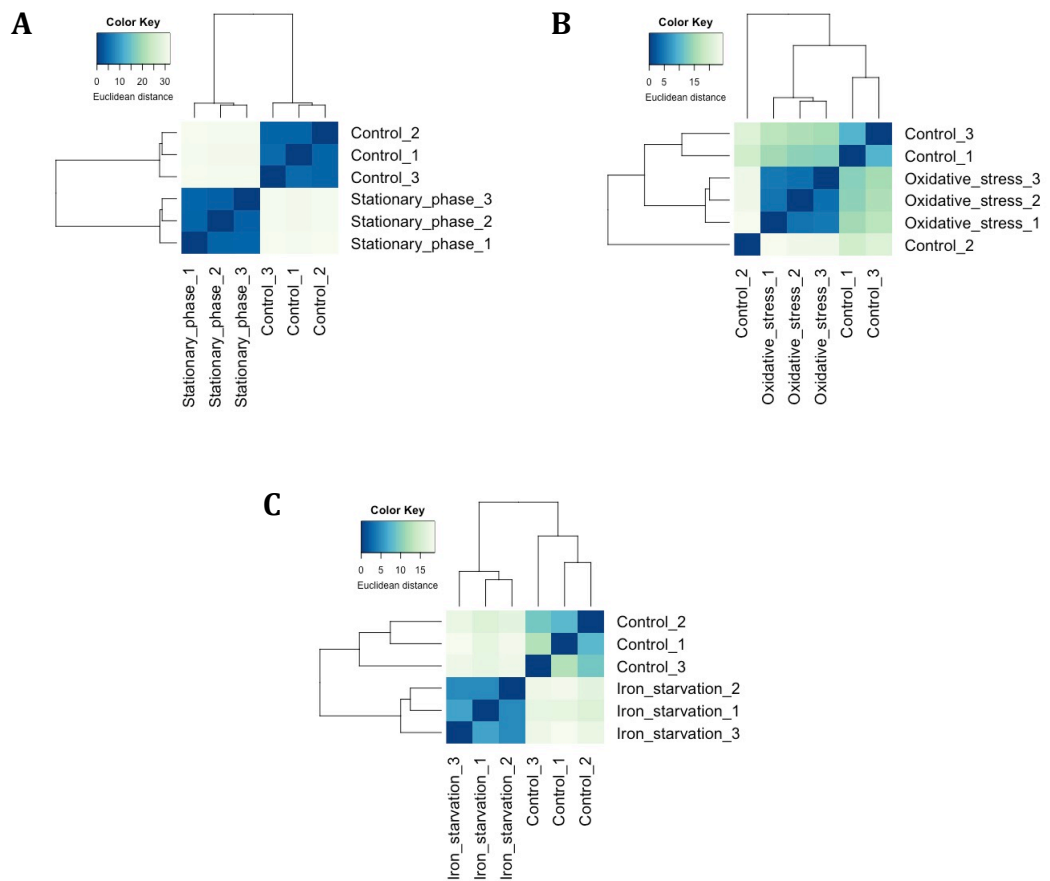 A
Color Key
0 10 20 30
Euclidean distance
Control_2
Control_1
Control_3
Stationary_phase_3
Stationary_phase_2
Stationary_phase_1
Stationary_phase_1
Stationary_phase_2
Stationary_phase_3
Control_3
Control_1
Control_2
B
Color Key
0 5 15
Euclidean distance
Control_3
Control_1
Oxidative_stress_3
Oxidative_stress_2
Oxidative_stress_1
Control_2
Control_2
Oxidative_stress_1
Oxidative_stress_2
Oxidative_stress_3
Control_1
Control_3
C
Color Key
0 5 10 15
Euclidean distance
Control_2
Control_1
Control_3
Iron_starvation_2
Iron_starvation_1
Iron_starvation_3
Iron_starvation_3
Iron_starvation_1
Iron_starvation_2
Control_3
Control_1
Control_2